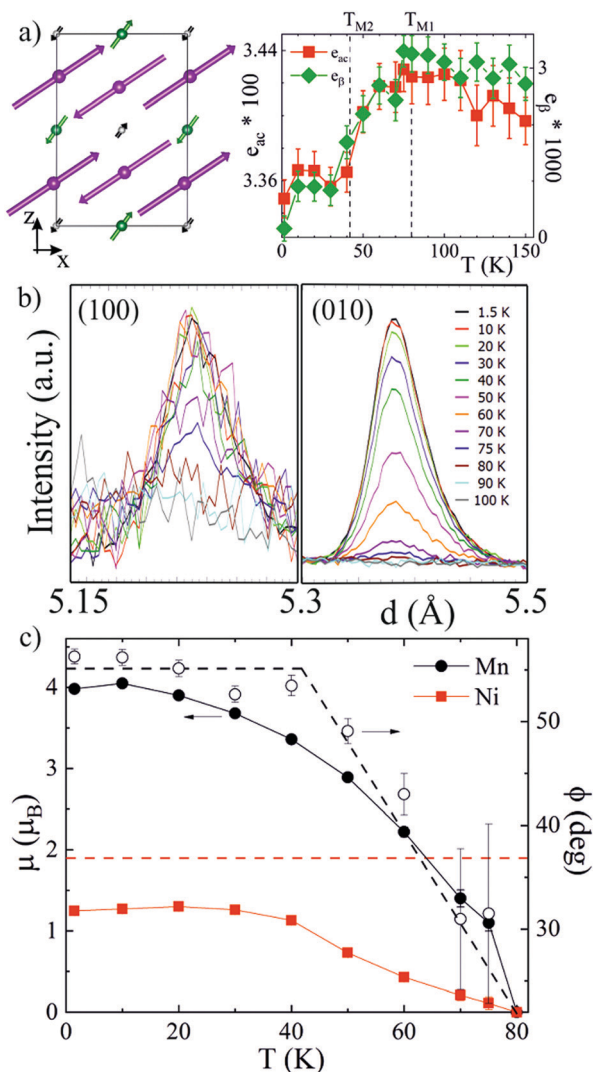 a)
z
x
T_M2 T_M1
e_ac
e_β
3.44
3.36
e_ac * 100
3
0
e_β * 1000
0 50 100 150
T (K)
b)
(100)
(010)
1.5 K
10 K
20 K
30 K
40 K
50 K
60 K
70 K
75 K
80 K
90 K
100 K
Intensity (a.u.)
5.15 5.3 5.5
d (Å)
c)
Mn
Ni
4
3
2
1
0
μ (μ_B)
50
40
30
ϕ (deg)
0 10 20 30 40 50 60 70 80
T (K)